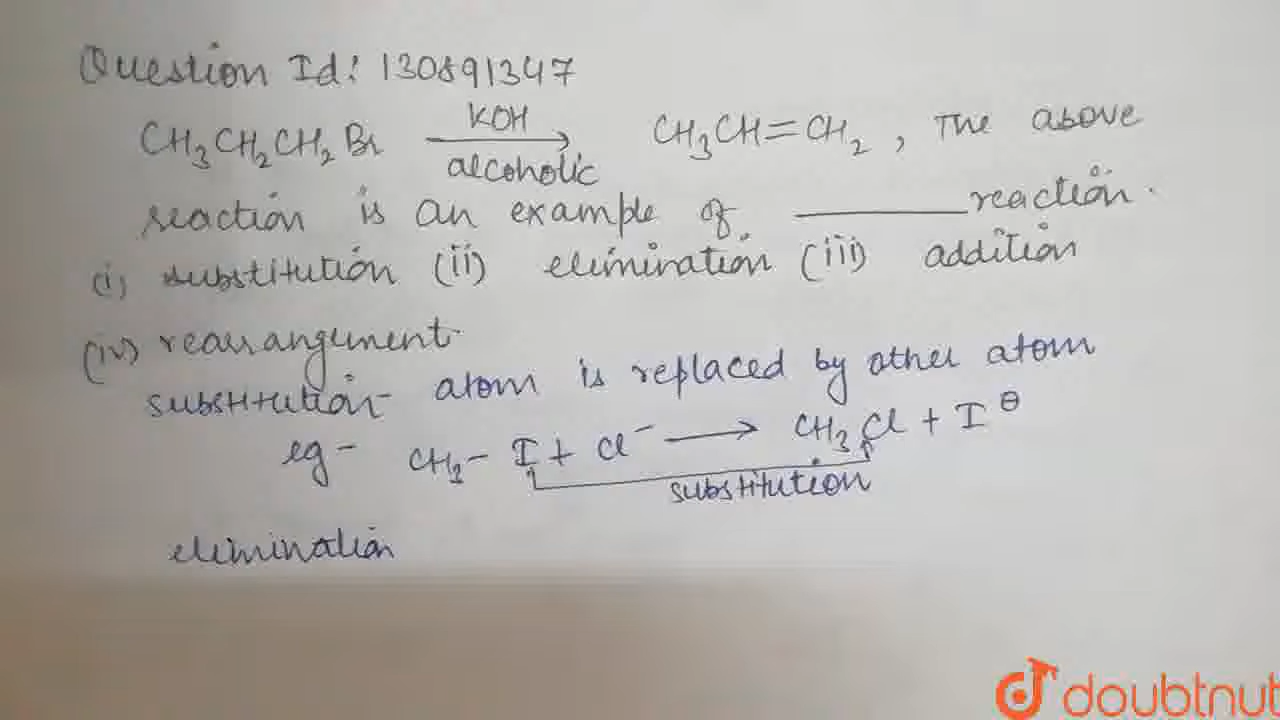 Question Id: 130891347
CH₃CH₂CH₂Br KOH alcoholic → CH₃CH=CH₂, The above
reaction is an example of ________ reaction.
(i) substitution (ii) elimination (iii) addition
(iv) rearrangement.
substitution - atom is replaced by other atom
eg - CH₃-I + Cl⁻ → CH₃Cl + I⊖
substitution
elimination
doubtnut